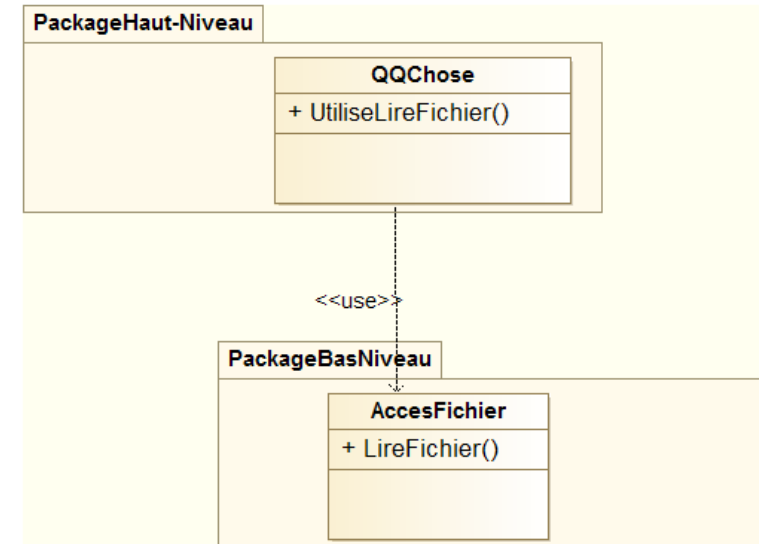 PackageHaut-Niveau
QQChose
+ UtiliseLireFichier()
<<use>>
PackageBasNiveau
AccesFichier
+ LireFichier()